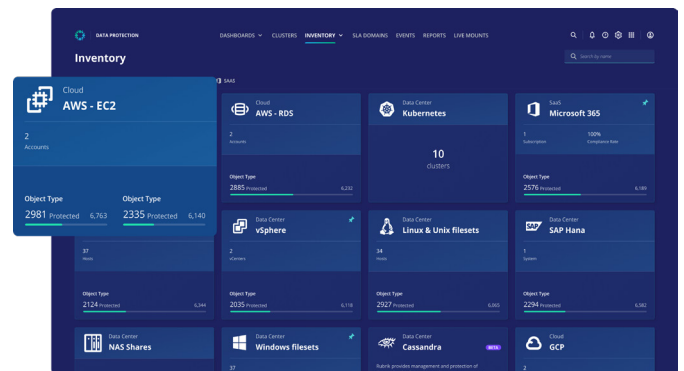 DATA PROTECTION
DASHBOARDS CLUSTERS INVENTORY SLA DOMAINS EVENTS REPORTS LIVE MOUNTS
Inventory
Search by name
SAAS
Cloud
AWS - EC2
2
Accounts
Object Type
2981 Protected 6,763
Object Type
2335 Protected 6,140
Cloud
AWS - RDS
2
Accounts
Object Type
2885 Protected 6,232
Data Center
Kubernetes
10
clusters
SaaS
Microsoft 365
1
Subscription
100%
Compliance Rate
Object Type
2576 Protected 6,189
37
Hosts
Object Type
2124 Protected 6,344
Data Center
vSphere
2
vCenters
Object Type
2035 Protected 6,118
Data Center
Linux & Unix filesets
34
Hosts
Object Type
2927 Protected
SAP
Data Center
SAP Hana
1
System
Object Type
2294 Protected 6,582
Data Center
NAS Shares
Data Center
Windows filesets
37
Data Center
Cassandra
BETA
Rubrik provides management and protection of
Cloud
GCP
2